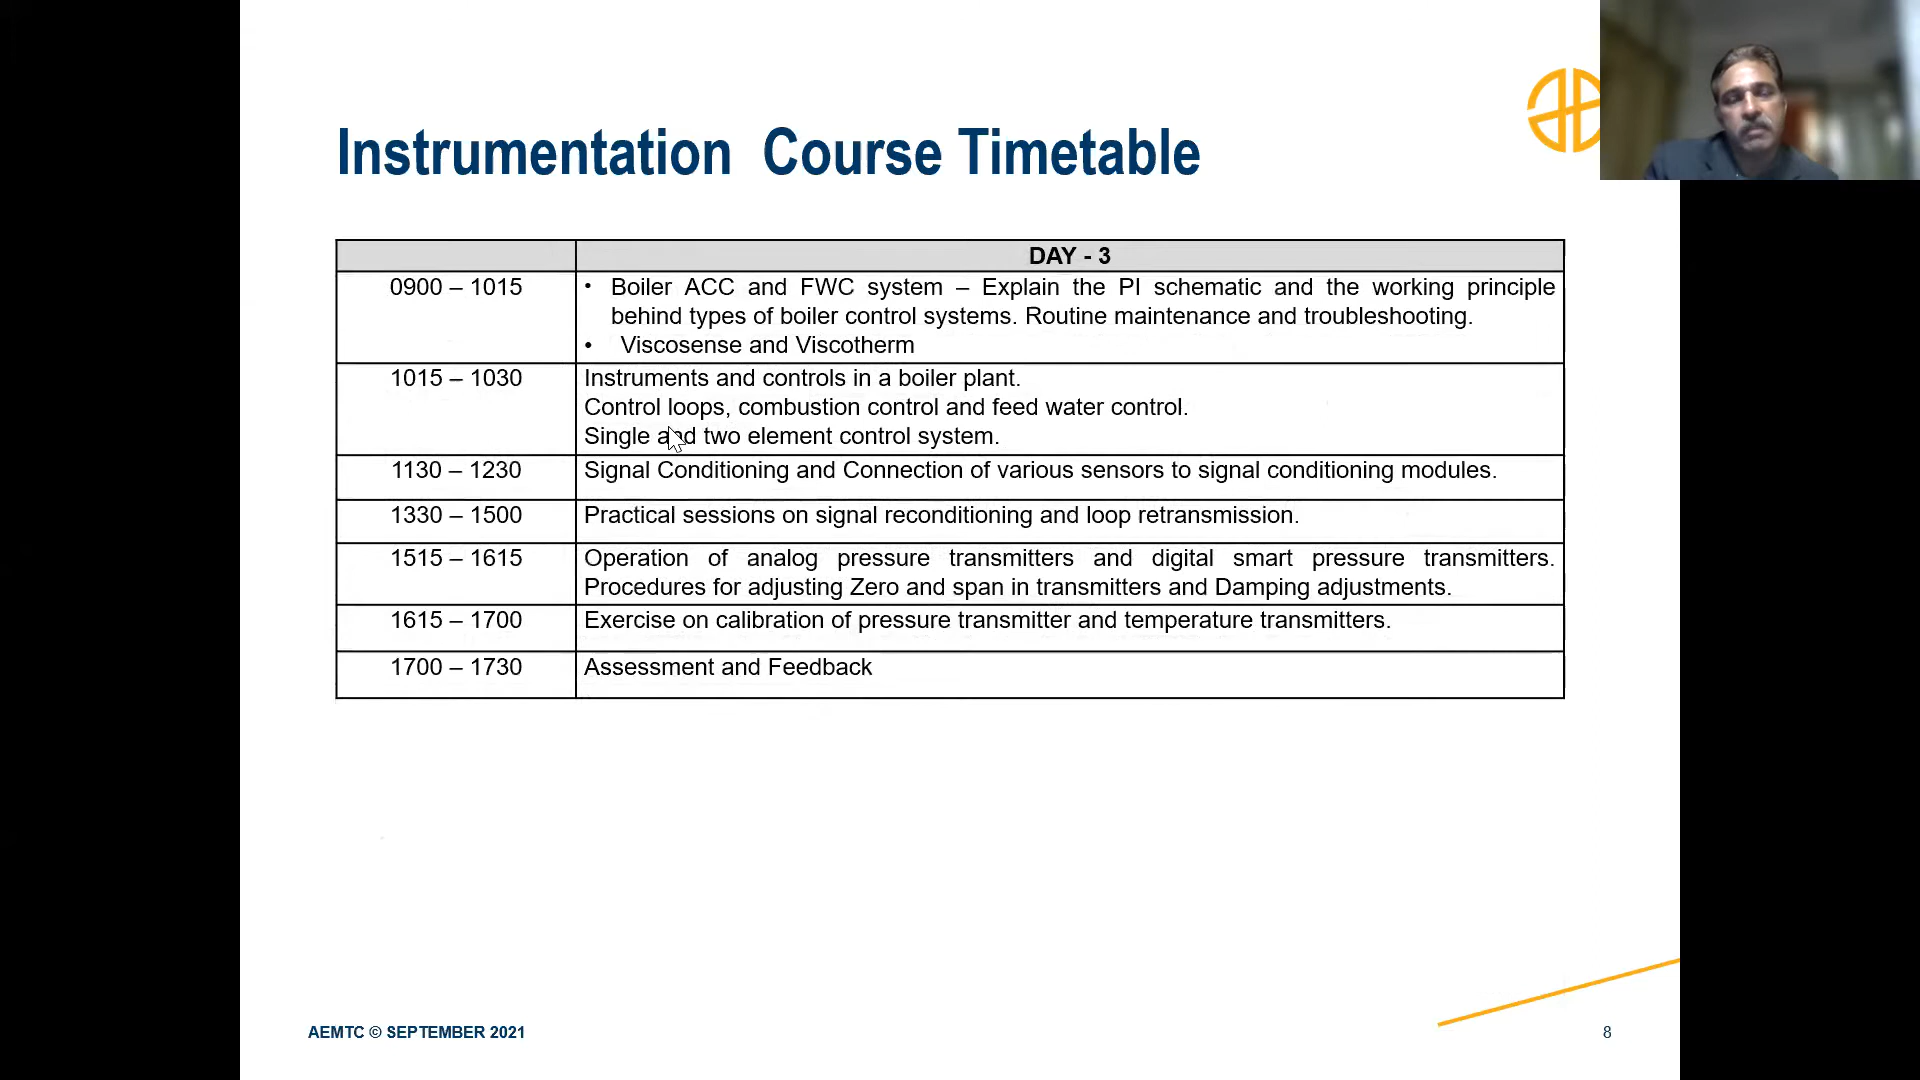 Instrumentation Course Timetable
DAY - 3
0900 – 1015
• Boiler ACC and FWC system – Explain the PI schematic and the working principle
behind types of boiler control systems. Routine maintenance and troubleshooting.
• Viscosense and Viscotherm
1015 – 1030
Instruments and controls in a boiler plant.
Control loops, combustion control and feed water control.
Single and two element control system.
1130 – 1230
Signal Conditioning and Connection of various sensors to signal conditioning modules.
1330 – 1500
Practical sessions on signal reconditioning and loop retransmission.
1515 – 1615
Operation of analog pressure transmitters and digital smart pressure transmitters.
Procedures for adjusting Zero and span in transmitters and Damping adjustments.
1615 – 1700
Exercise on calibration of pressure transmitter and temperature transmitters.
1700 – 1730
Assessment and Feedback
AEMTC © SEPTEMBER 2021
8